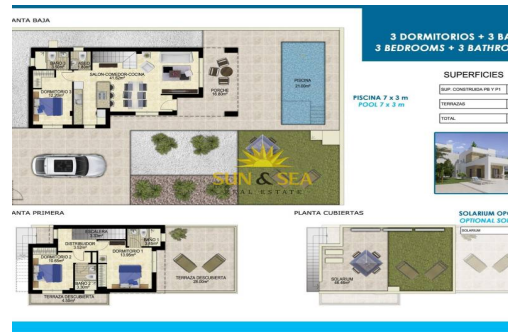 ANTA BAJA
3 DORMITORIOS + 3 BA
3 BEDROOMS + 3 BATHRO
SUPERFICIES
SUP. CONSTRUIDA PB Y P1
TERRAZAS
TOTAL
PISCINA 7 x 3 m
POOL 7 x 3 m
SALON-COMEDOR-COCINA
DORMITORIO 3
PORCHE
PISCINA
21.00m²
SUN & SEA
REAL ESTATE
ANTA PRIMERA
PLANTA CUBIERTAS
SOLARIUM OPC
OPTIONAL SO
SOLARIUM
ESCALERA
DISTRIBUIDOR
BAÑO 1
DORMITORIO 2
DORMITORIO 1
BAÑO 2
TERRAZA DESCUBIERTA
TERRAZA DESCUBIERTA
SOLARIUM